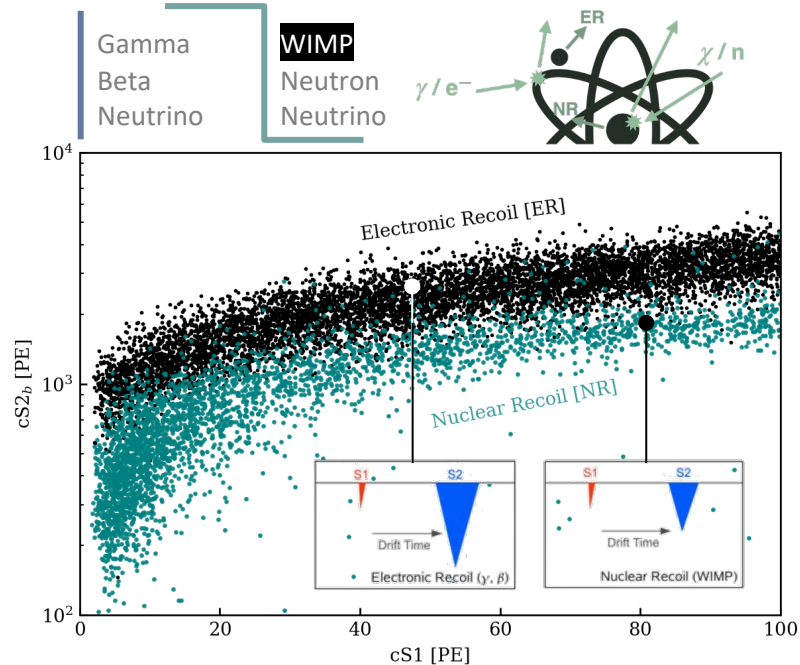 Gamma
Beta
Neutrino
WIMP
Neutron
Neutrino
ER
χ / n
γ / e⁻
NR
10⁴
10³
10²
cS2_b [PE]
Electronic Recoil [ER]
Nuclear Recoil [NR]
S1
S2
Drift Time
Electronic Recoil (γ, β)
S1
S2
Drift Time
Nuclear Recoil (WIMP)
0
20
40
60
80
100
cS1 [PE]